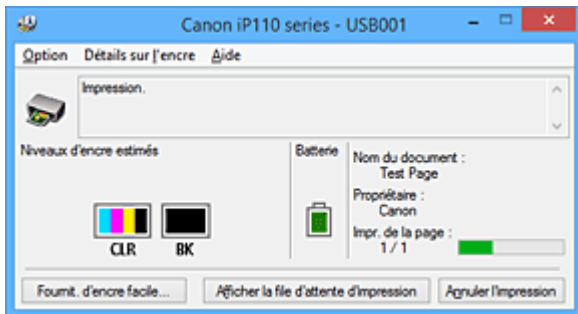 Canon iP110 series - USB001
Option Détails sur l'encre Aide
Impression.
Niveaux d'encre estimés
Batterie
Nom du document :
Test Page
Propriétaire :
Canon
Impr. de la page :
1 / 1
CLR BK
Fournit. d'encre facile... Afficher la file d'attente d'impression Annuler l'impression